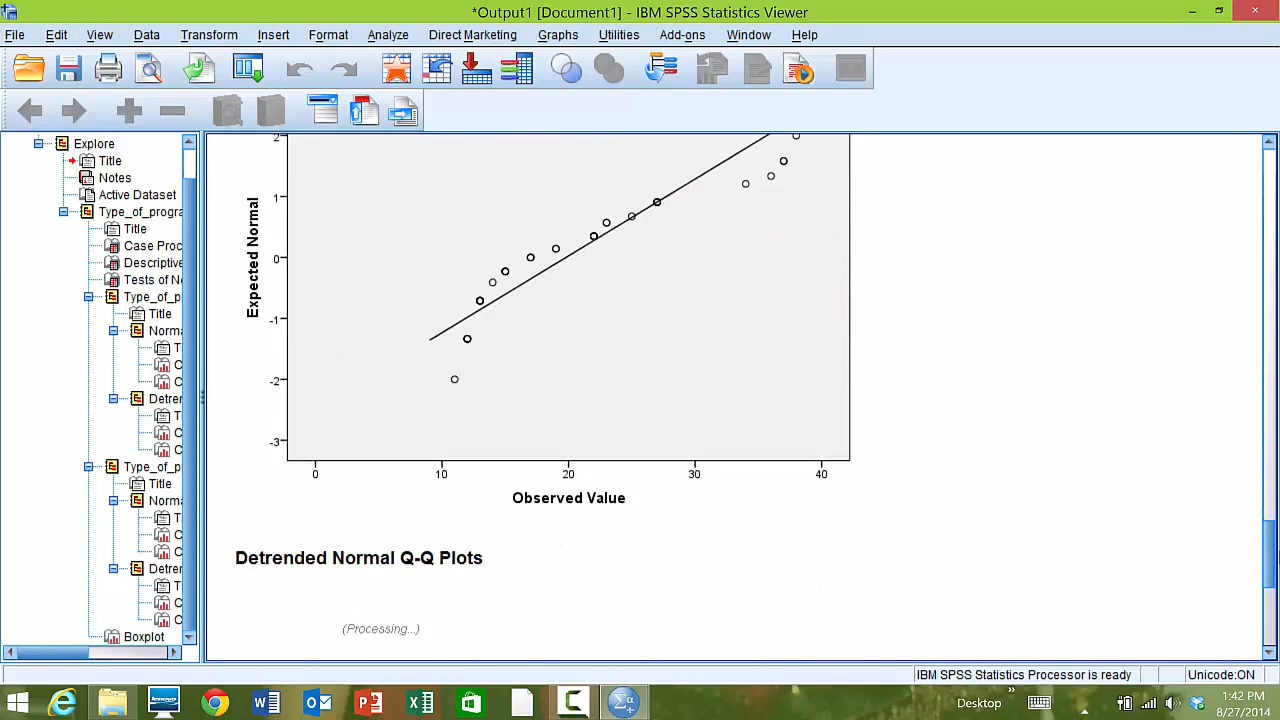 *Output1 [Document1] - IBM SPSS Statistics Viewer
File Edit View Data Transform Insert Format Analyze Direct Marketing Graphs Utilities Add-ons Window Help
Explore
Title
Notes
Active Dataset
Type_of_progra
Title
Case Proc
Descriptive
Tests of No
Type_of_p
Title
Norma
T
C
C
Detre
T
C
C
Type_of_p
Title
Norma
T
C
C
Detre
T
C
C
Boxplot
2
1
0
-1
-2
-3
Expected Normal
0 10 20 30 40
Observed Value
Detrended Normal Q-Q Plots
(Processing...)
IBM SPSS Statistics Processor is ready
Unicode:ON
Desktop
1:42 PM
8/27/2014